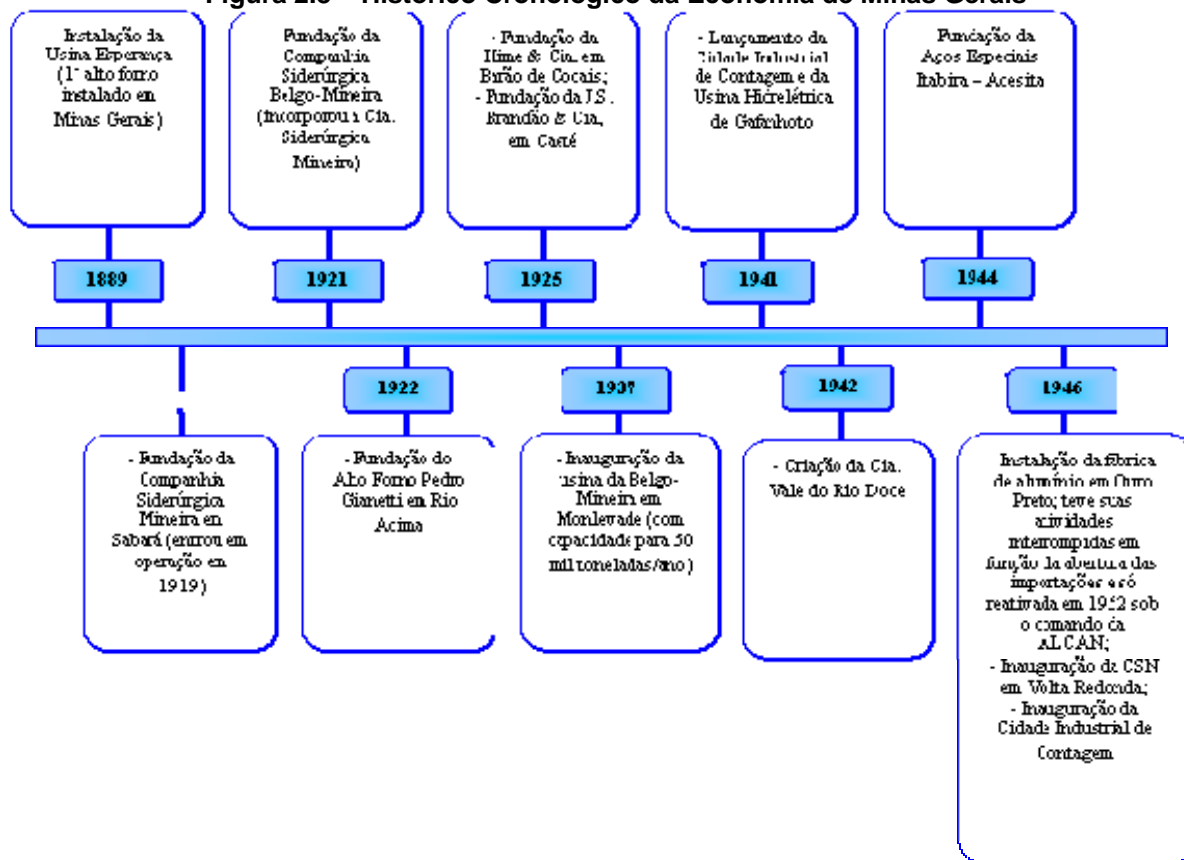 Figura 2.3 – Histórico Cronológico da Economia de Minas Gerais
Instalação da
Usina Esperança
(1º alto forno
instalado em
Minas Gerais)
Fundação da
Companhia
Siderúrgica
Belgo-Mineira
(incorporou a Cia.
Siderúrgica
Mineira)
- Fundação da
Hime & Cia. em
Barão de Cocais;
- Fundação da J.S.
Brandão & Cia.
em Caeté
- Lançamento da
Cidade Industrial
de Contagem e da
Usina Hidrelétrica
de Gafanhoto
Fundação da
Aços Especiais
Itabira – Acesita
1889
1921
1925
1941
1944
1922
1937
1942
1946
- Fundação da
Companhia
Siderúrgica
Mineira em
Sabará (entrou em
operação em
1919)
- Fundação do
Alto Forno Pedro
Gianetti em Rio
Acima
- Inauguração da
usina da Belgo-
Mineira em
Monlevade (com
capacidade para 50
mil toneladas/ano)
- Criação da Cia.
Vale do Rio Doce
Instalação da fábrica
de alumínio em Ouro
Preto; teve suas
atividades
interrompidas em
função da abertura das
importações e só
reativada em 1952 sob
o comando da
ALCAN;
- Inauguração da CSN
em Volta Redonda;
- Inauguração da
Cidade Industrial de
Contagem